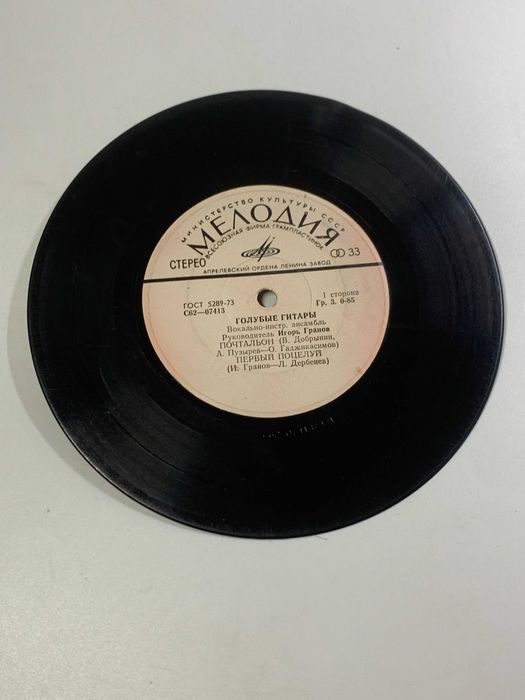 МИНИСТЕРСТВО КУЛЬТУРЫ СССР
МЕЛОДИЯ
ВСЕСОЮЗНАЯ ФИРМА ГРАМПЛАСТИНОК
СТЕРЕО 33
АПРЕЛЕВСКИЙ ОРДЕНА ЛЕНИНА ЗАВОД
ГОСТ 5289-73 1 сторона
С62—07413 Гр. 3. 0-85
ГОЛУБЫЕ ГИТАРЫ
Вокально-инстр. ансамбль
Руководитель Игорь Гранов
ПОЧТАЛЬОН (В. Добрынин,
А. Пузырев—О. Гаджикасимов)
ПЕРВЫЙ ПОЦЕЛУЙ
(И. Гранов—Л. Дербенев)